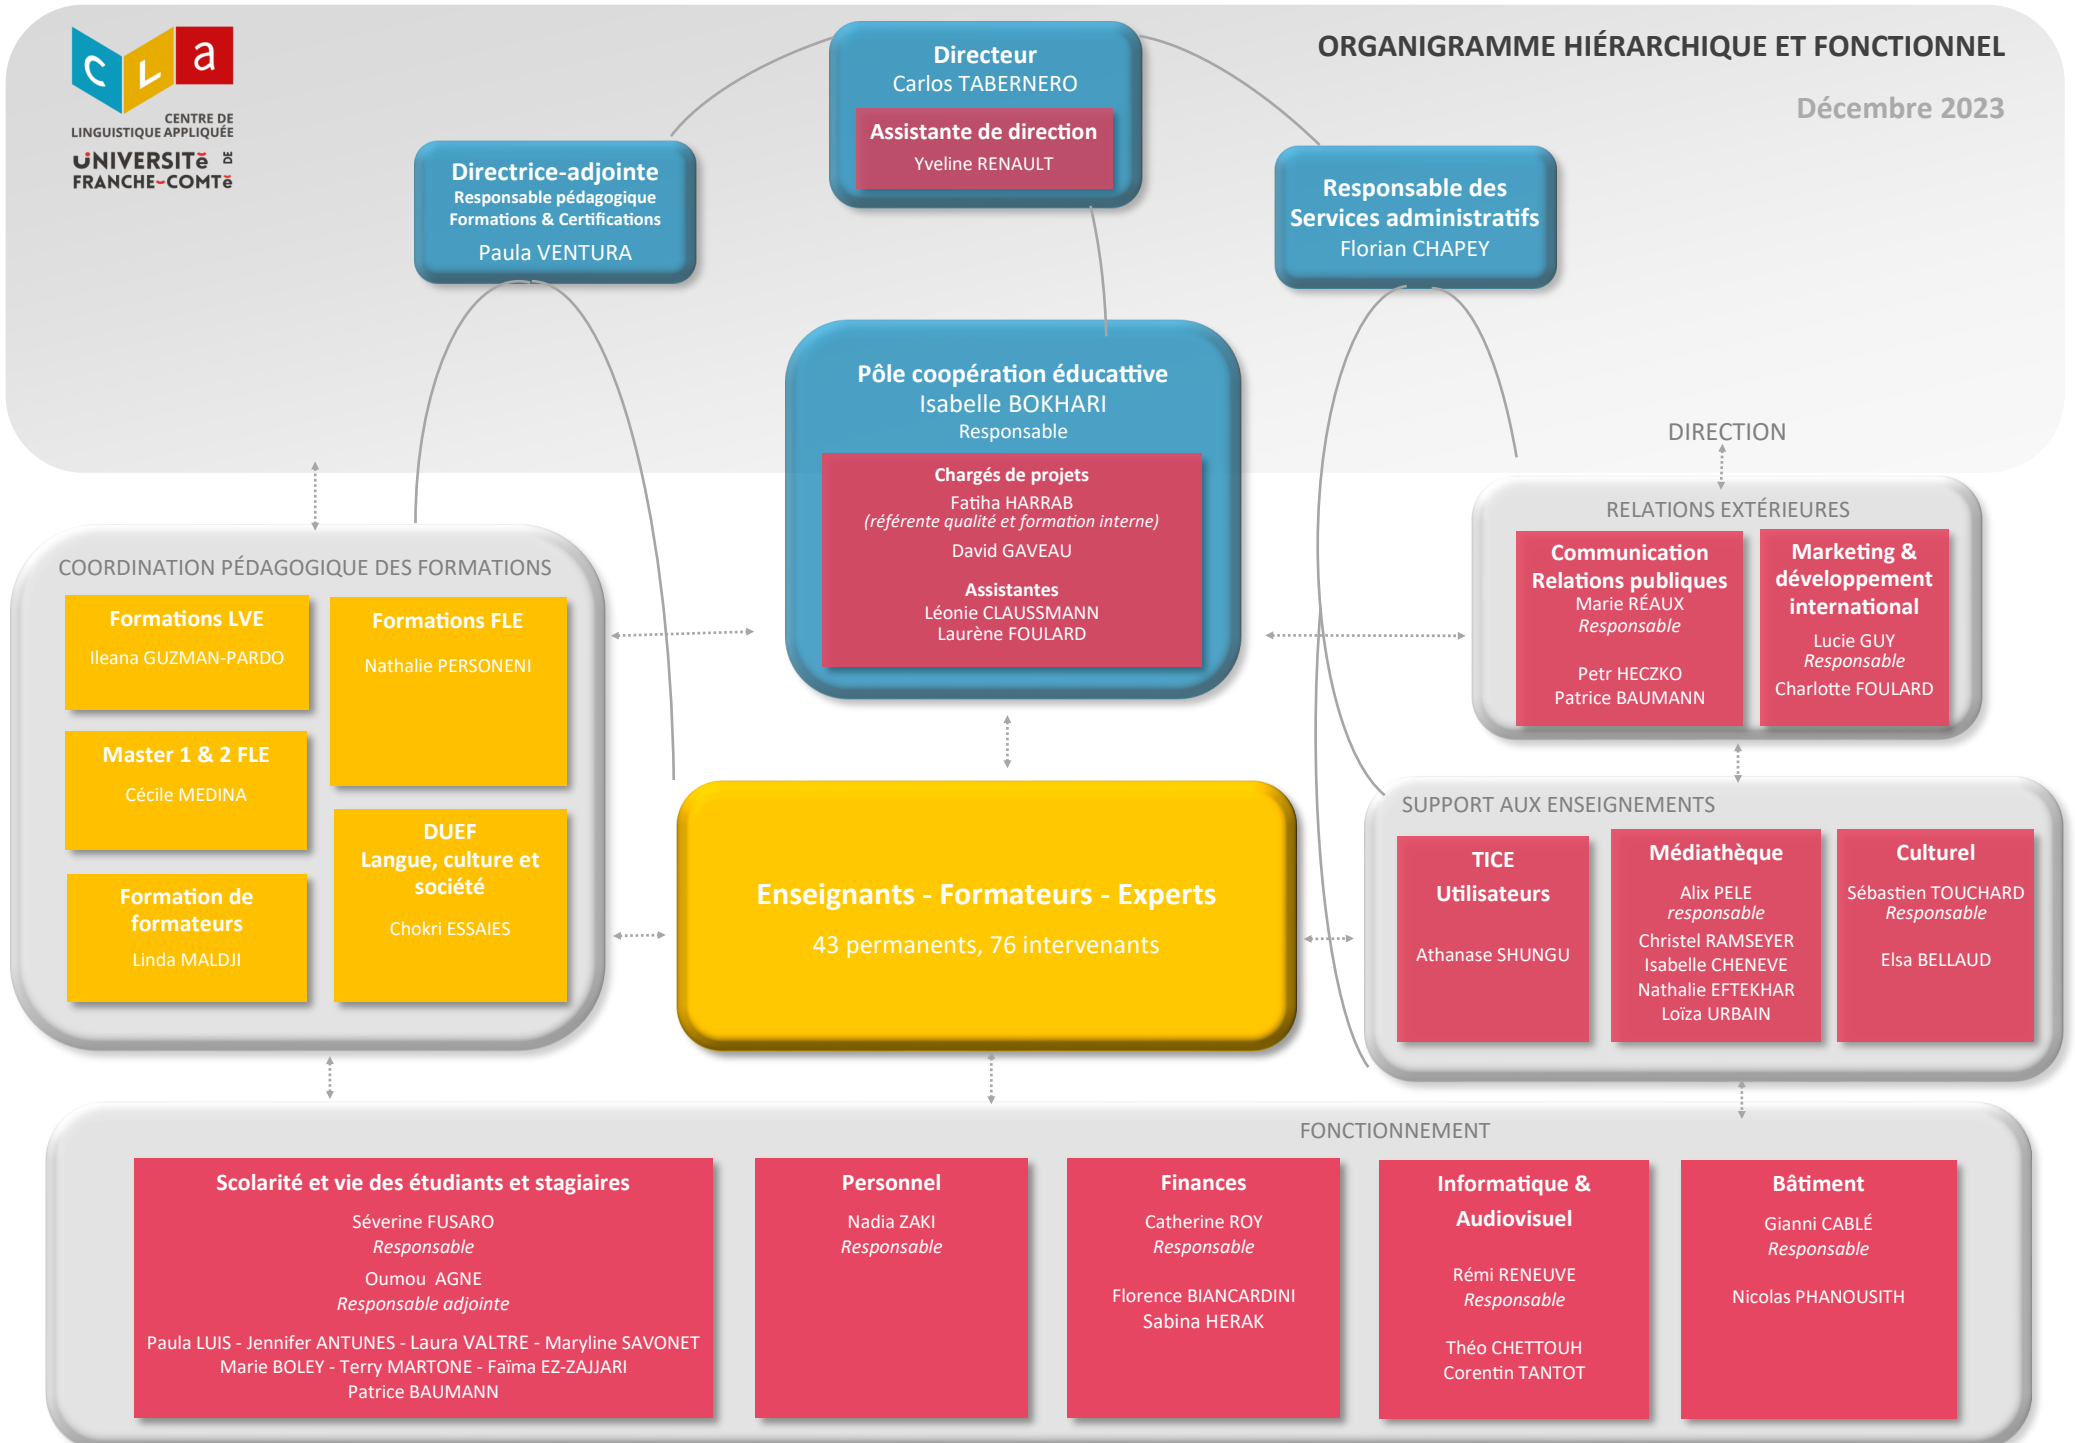 CLa
CENTRE DE
LINGUISTIQUE APPLIQUÉE
UNIVERSITĕ DE
FRANCHE-COMTĕ
ORGANIGRAMME HIÉRARCHIQUE ET FONCTIONNEL
Décembre 2023
Directeur
Carlos TABERNERO
Assistante de direction
Yveline RENAULT
Directrice-adjointe
Responsable pédagogique
Formations & Certifications
Paula VENTURA
Responsable des
Services administratifs
Florian CHAPEY
Pôle coopération éducattive
Isabelle BOKHARI
Responsable
Chargés de projets
Fatiha HARRAB
(référente qualité et formation interne)
David GAVEAU
Assistantes
Léonie CLAUSSMANN
Laurène FOULARD
DIRECTION
RELATIONS EXTÉRIEURES
Communication
Relations publiques
Marie RÉAUX
Responsable
Petr HECZKO
Patrice BAUMANN
Marketing &
développement
international
Lucie GUY
Responsable
Charlotte FOULARD
COORDINATION PÉDAGOGIQUE DES FORMATIONS
Formations LVE
Ileana GUZMAN-PARDO
Formations FLE
Nathalie PERSONENI
Master 1 & 2 FLE
Cécile MEDINA
DUEF
Langue, culture et
société
Chokri ESSAIES
Formation de
formateurs
Linda MALDJI
Enseignants - Formateurs - Experts
43 permanents, 76 intervenants
SUPPORT AUX ENSEIGNEMENTS
TICE
Utilisateurs
Athanase SHUNGU
Médiathèque
Alix PELE
responsable
Christel RAMSEYER
Isabelle CHENEVE
Nathalie EFTEKHAR
Loïza URBAIN
Culturel
Sébastien TOUCHARD
Responsable
Elsa BELLAUD
FONCTIONNEMENT
Scolarité et vie des étudiants et stagiaires
Séverine FUSARO
Responsable
Oumou  AGNE
Responsable adjointe
Paula LUIS - Jennifer ANTUNES - Laura VALTRE - Maryline SAVONET
Marie BOLEY - Terry MARTONE - Faïma EZ-ZAJJARI
Patrice BAUMANN
Personnel
Nadia ZAKI
Responsable
Finances
Catherine ROY
Responsable
Florence BIANCARDINI
Sabina HERAK
Informatique &
Audiovisuel
Rémi RENEUVE
Responsable
Théo CHETTOUH
Corentin TANTOT
Bâtiment
Gianni CABLÉ
Responsable
Nicolas PHANOUSITH